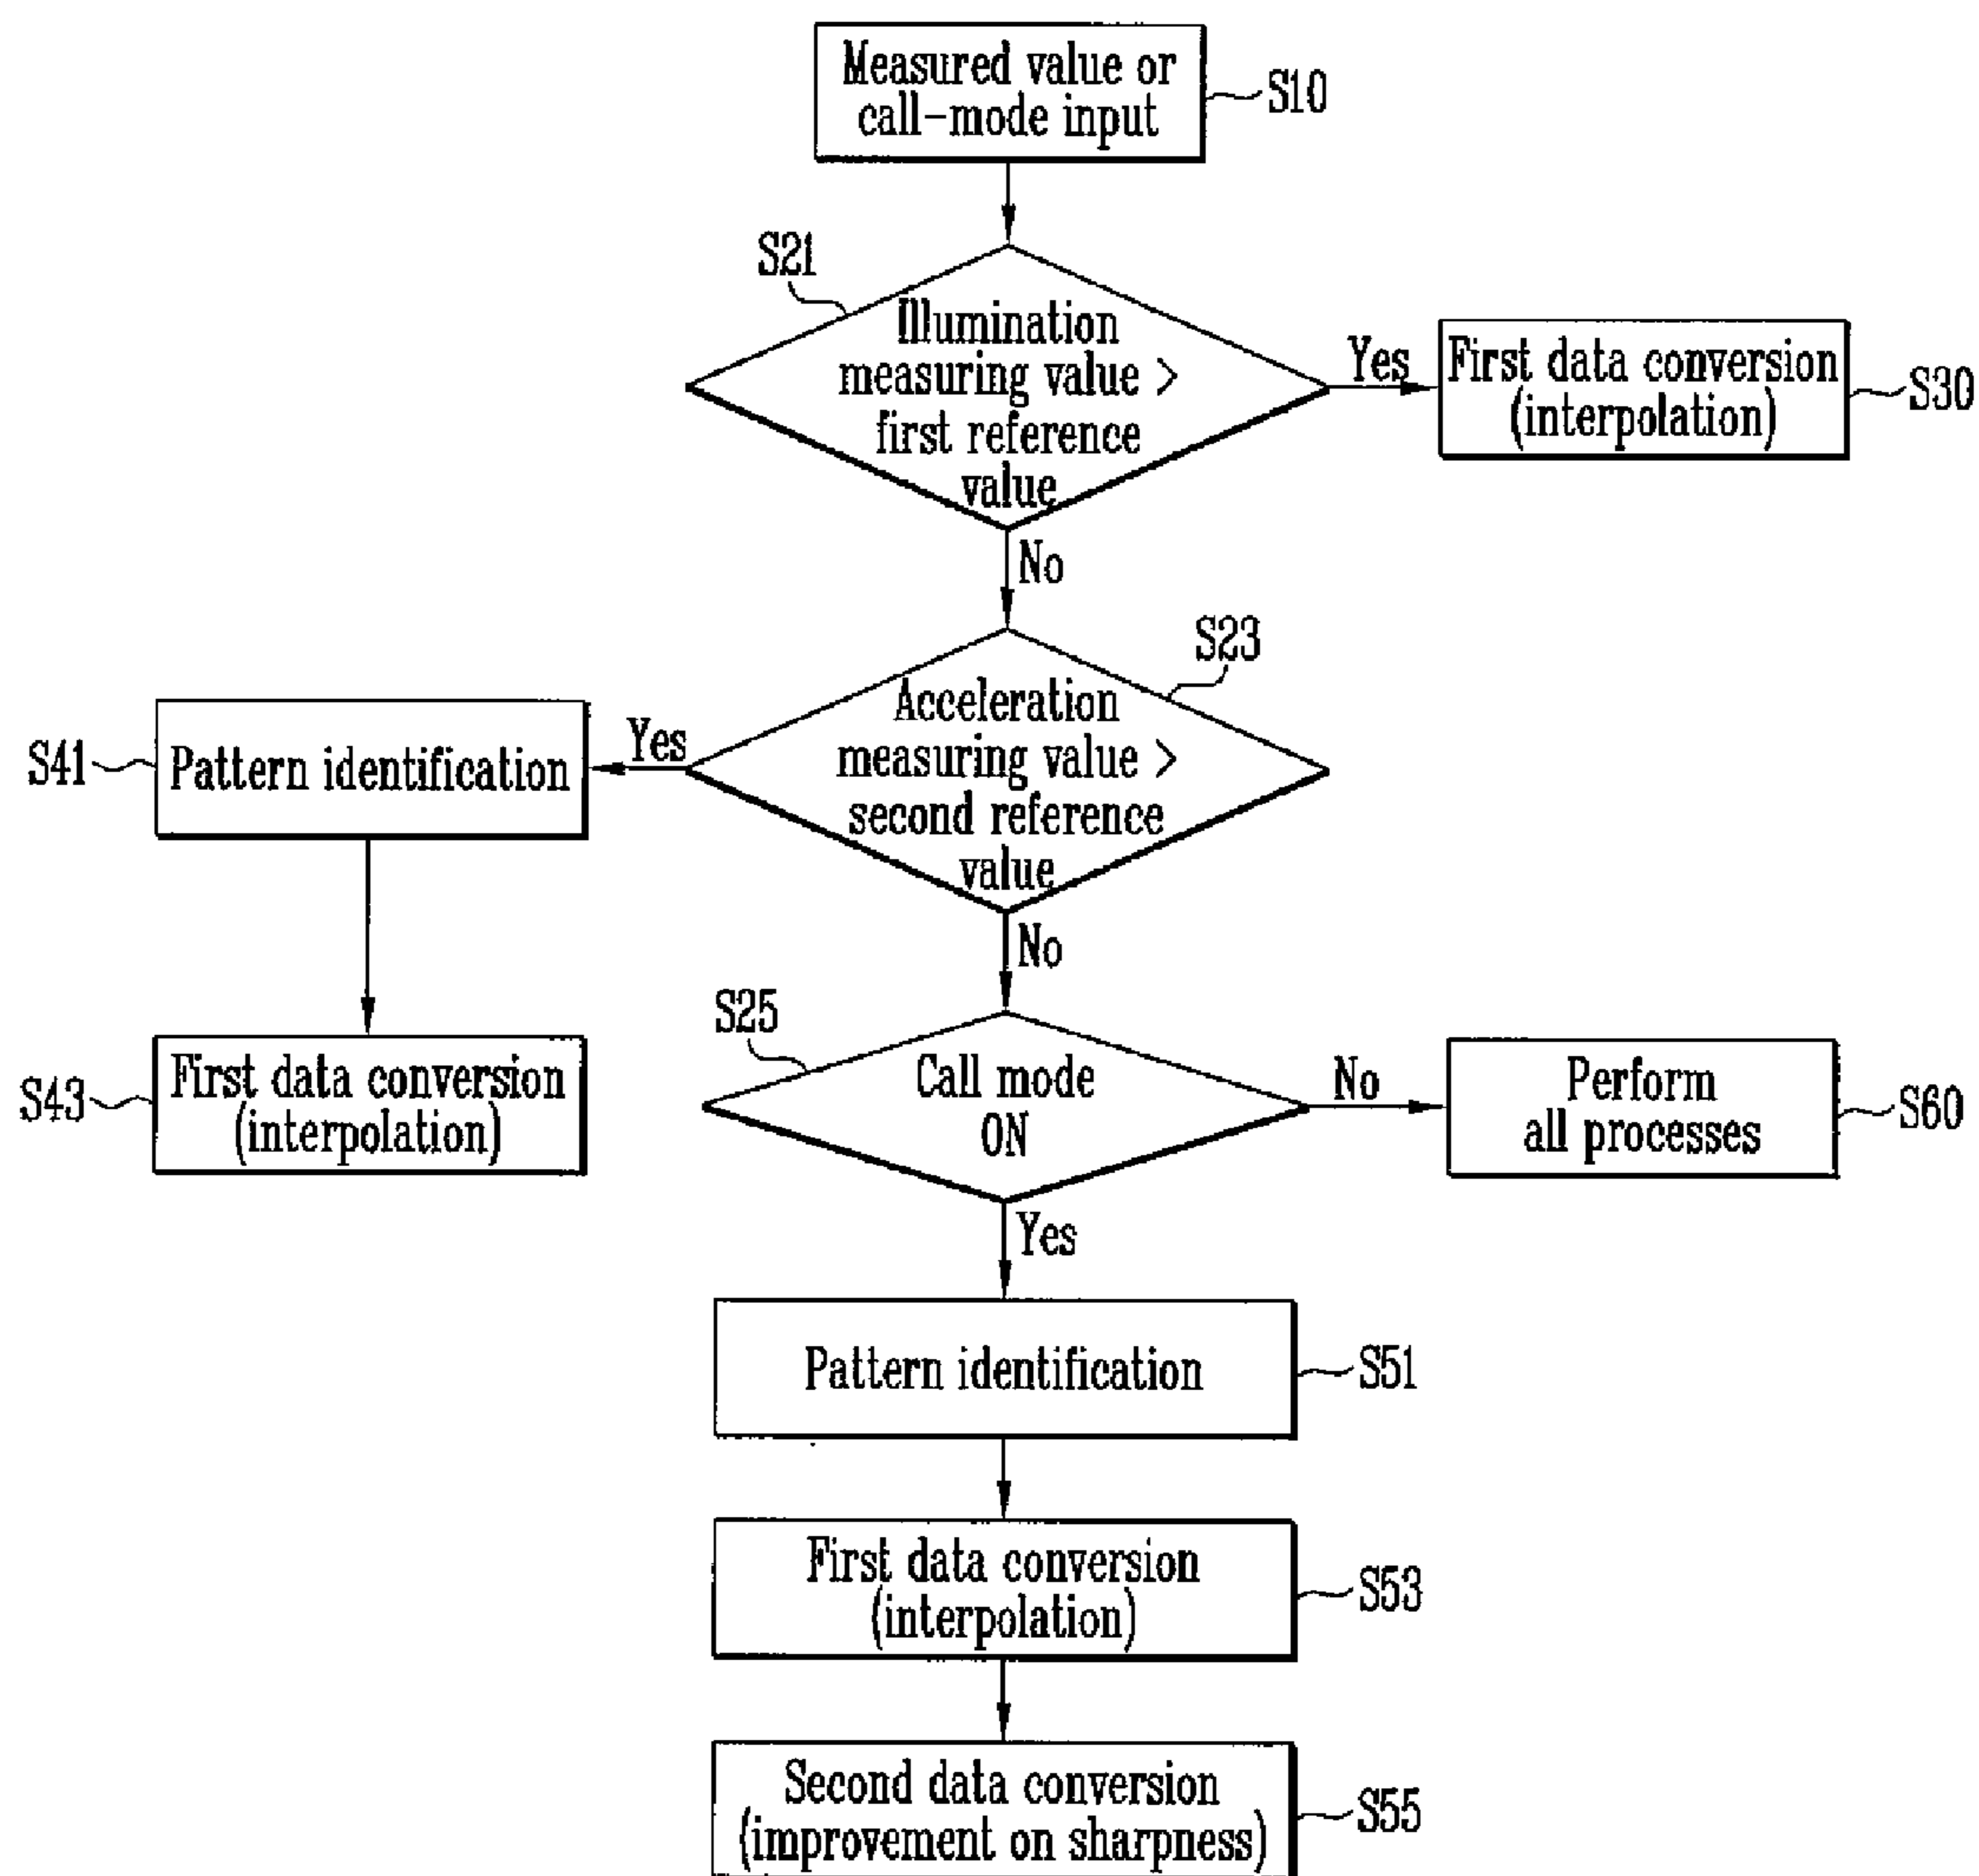 Measured value or
call-mode input
S10
S21
Illumination
measuring value >
first reference
value
Yes
First data conversion
(interpolation)
S30
No
S23
Acceleration
measuring value >
second reference
value
Yes
S41
Pattern identification
No
S43
First data conversion
(interpolation)
S25
Call mode
ON
No
Perform
all processes
S60
Yes
Pattern identification
S51
First data conversion
(interpolation)
S53
Second data conversion
(improvement on sharpness)
S55